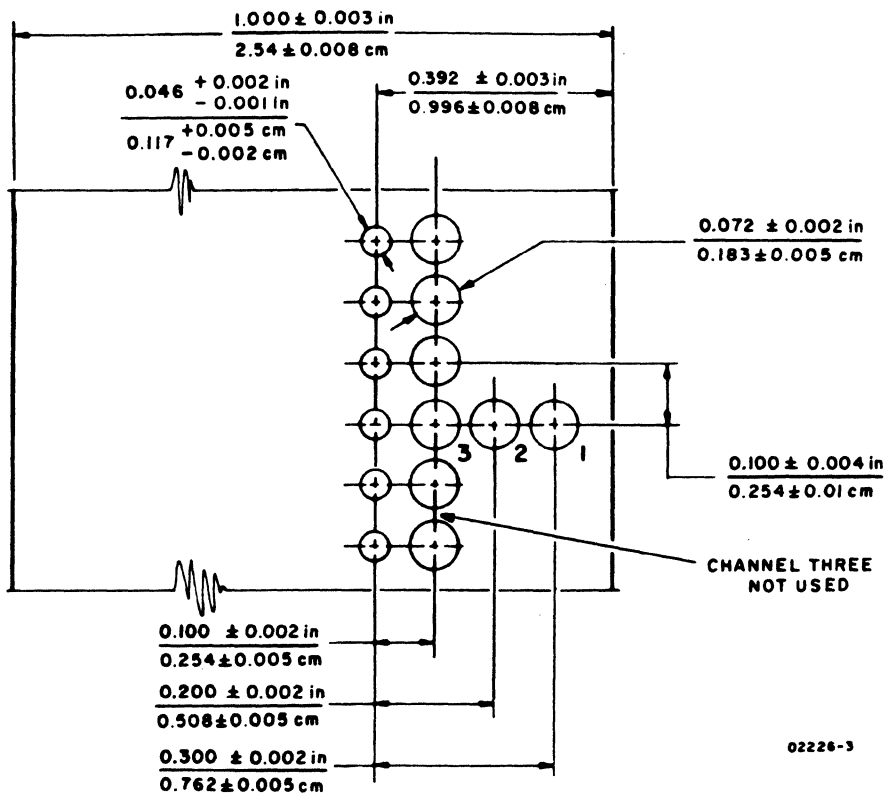 1.000 ± 0.003 in
2.54 ± 0.008 cm
0.046 + 0.002 in
- 0.001 in
0.117 +0.005 cm
-0.002 cm
0.392 ± 0.003 in
0.996 ± 0.008 cm
0.072 ± 0.002 in
0.183 ± 0.005 cm
3 2 1
0.100 ± 0.004 in
0.254 ± 0.01 cm
CHANNEL THREE
NOT USED
0.100 ± 0.002 in
0.254 ± 0.005 cm
0.200 ± 0.002 in
0.508 ± 0.005 cm
0.300 ± 0.002 in
0.762 ± 0.005 cm
02226-3